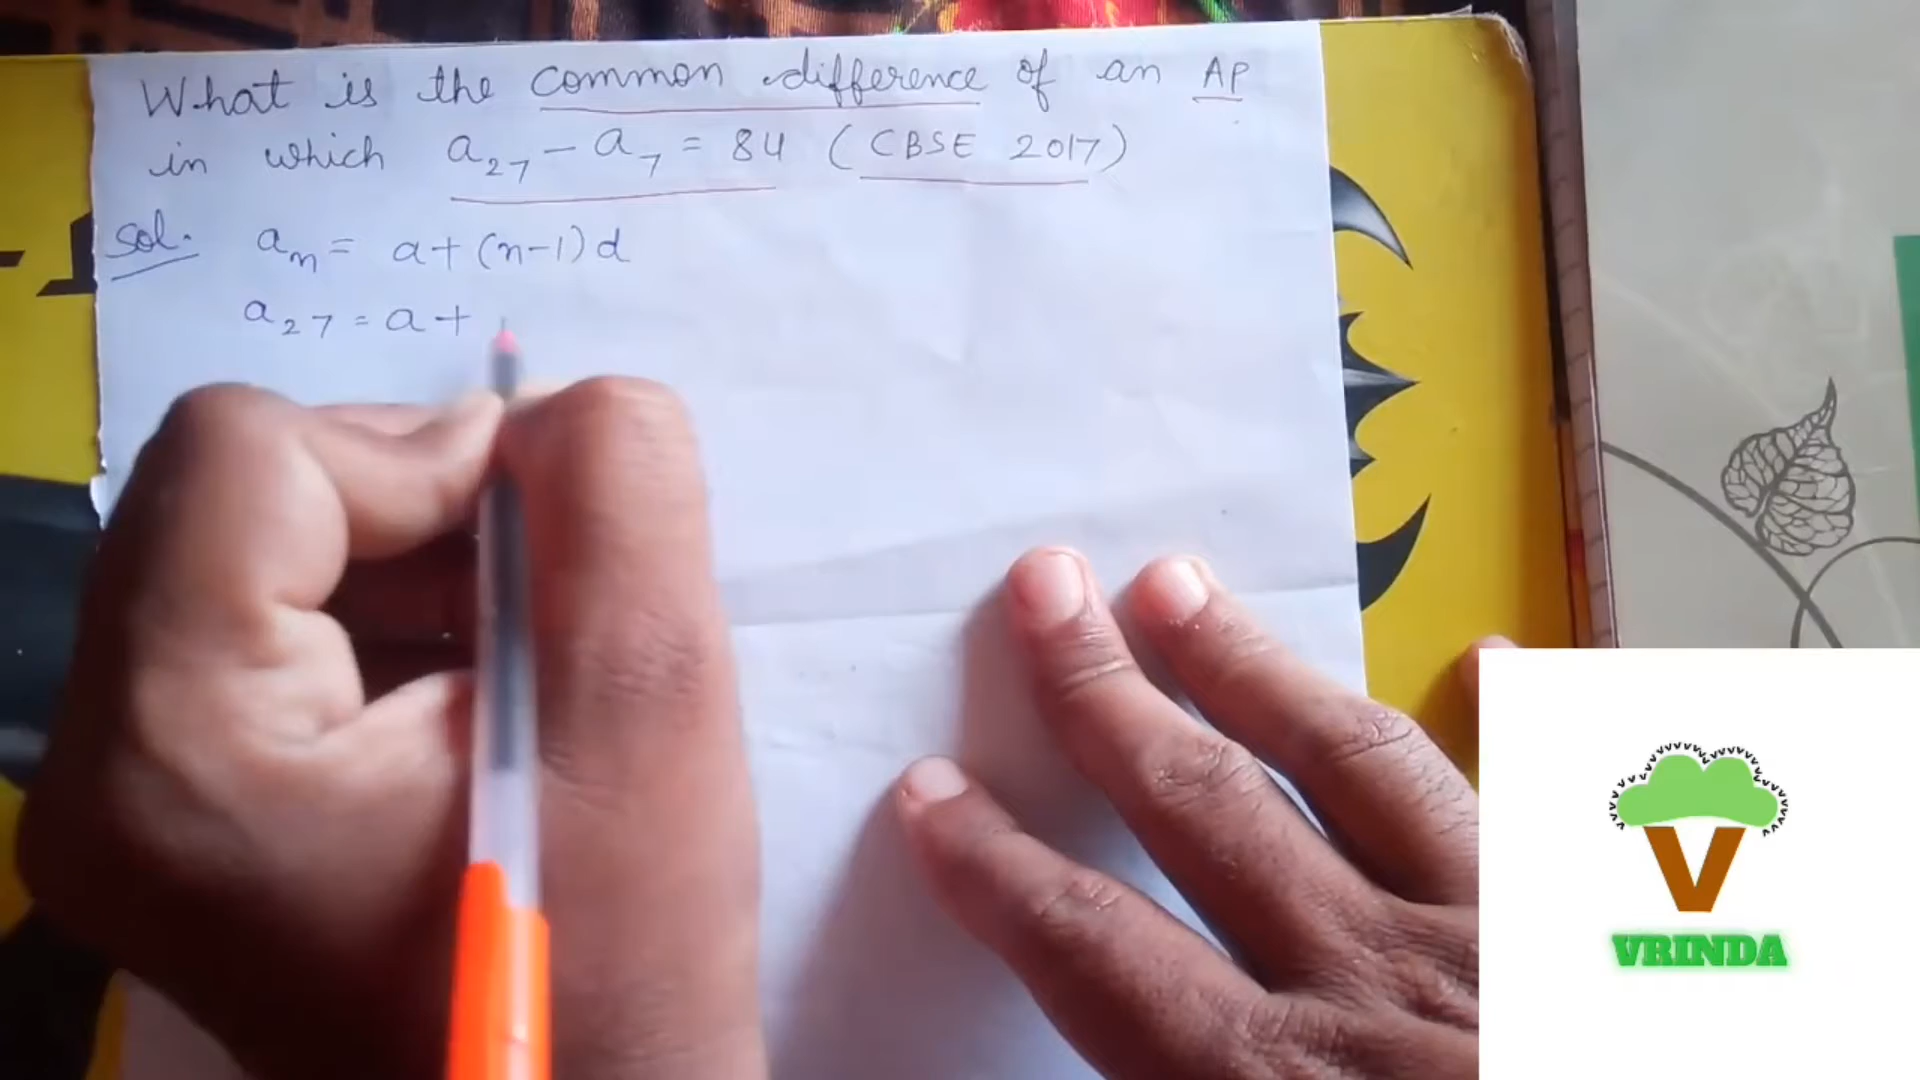 What is the common difference of an AP
in which a₂₇ - a₇ = 84 (CBSE 2017)
Sol. aₙ = a + (n-1)d
a₂₇ = a +
V
VRINDA